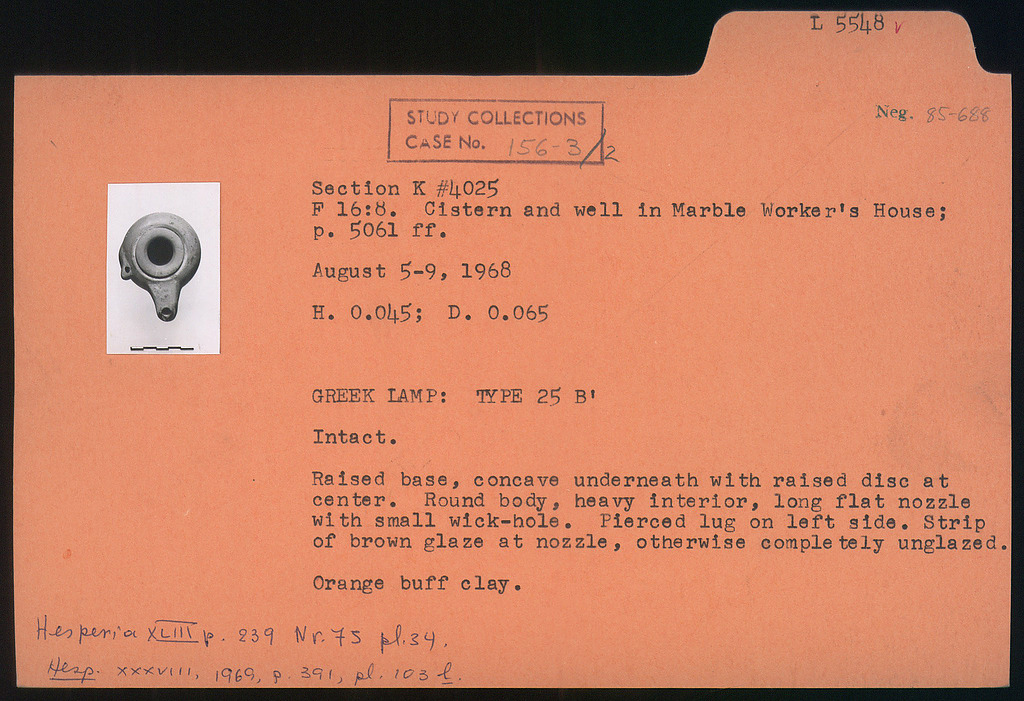 L 5548 v
Neg. 85-688
STUDY COLLECTIONS
CASE No. 156-3/2
Section K #4025
F 16:8. Cistern and well in Marble Worker's House;
p. 5061 ff.
August 5-9, 1968
H. 0.045; D. 0.065
GREEK LAMP: TYPE 25 B'
Intact.
Raised base, concave underneath with raised disc at
center. Round body, heavy interior, long flat nozzle
with small wick-hole. Pierced lug on left side. Strip
of brown glaze at nozzle, otherwise completely unglazed.
Orange buff clay.
Hesperia XLIII p. 239 Nr. 75 pl. 34.
Hesp. XXXVIII, 1969, p. 391, pl. 103 l.